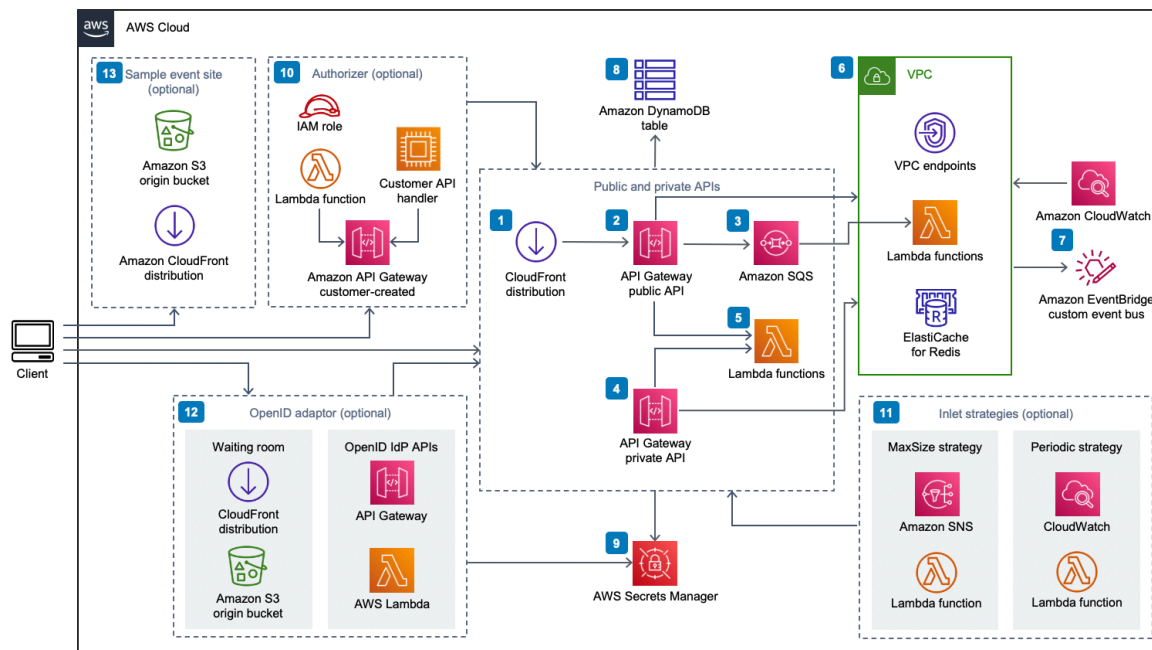 aws
AWS Cloud
13
Sample event site
(optional)
Amazon S3
origin bucket
Amazon CloudFront
distribution
10
Authorizer (optional)
IAM role
Lambda function
Customer API
handler
Amazon API Gateway
customer-created
8
Amazon DynamoDB
table
Public and private APIs
1
CloudFront
distribution
2
API Gateway
public API
3
Amazon SQS
5
Lambda functions
4
API Gateway
private API
6
VPC
VPC endpoints
Lambda functions
R
ElastiCache
for Redis
Amazon CloudWatch
7
Amazon EventBridge
custom event bus
Client
12
OpenID adaptor (optional)
Waiting room
CloudFront
distribution
Amazon S3
origin bucket
OpenID IdP APIs
API Gateway
AWS Lambda
9
AWS Secrets Manager
11
Inlet strategies (optional)
MaxSize strategy
Amazon SNS
Lambda function
Periodic strategy
CloudWatch
Lambda function